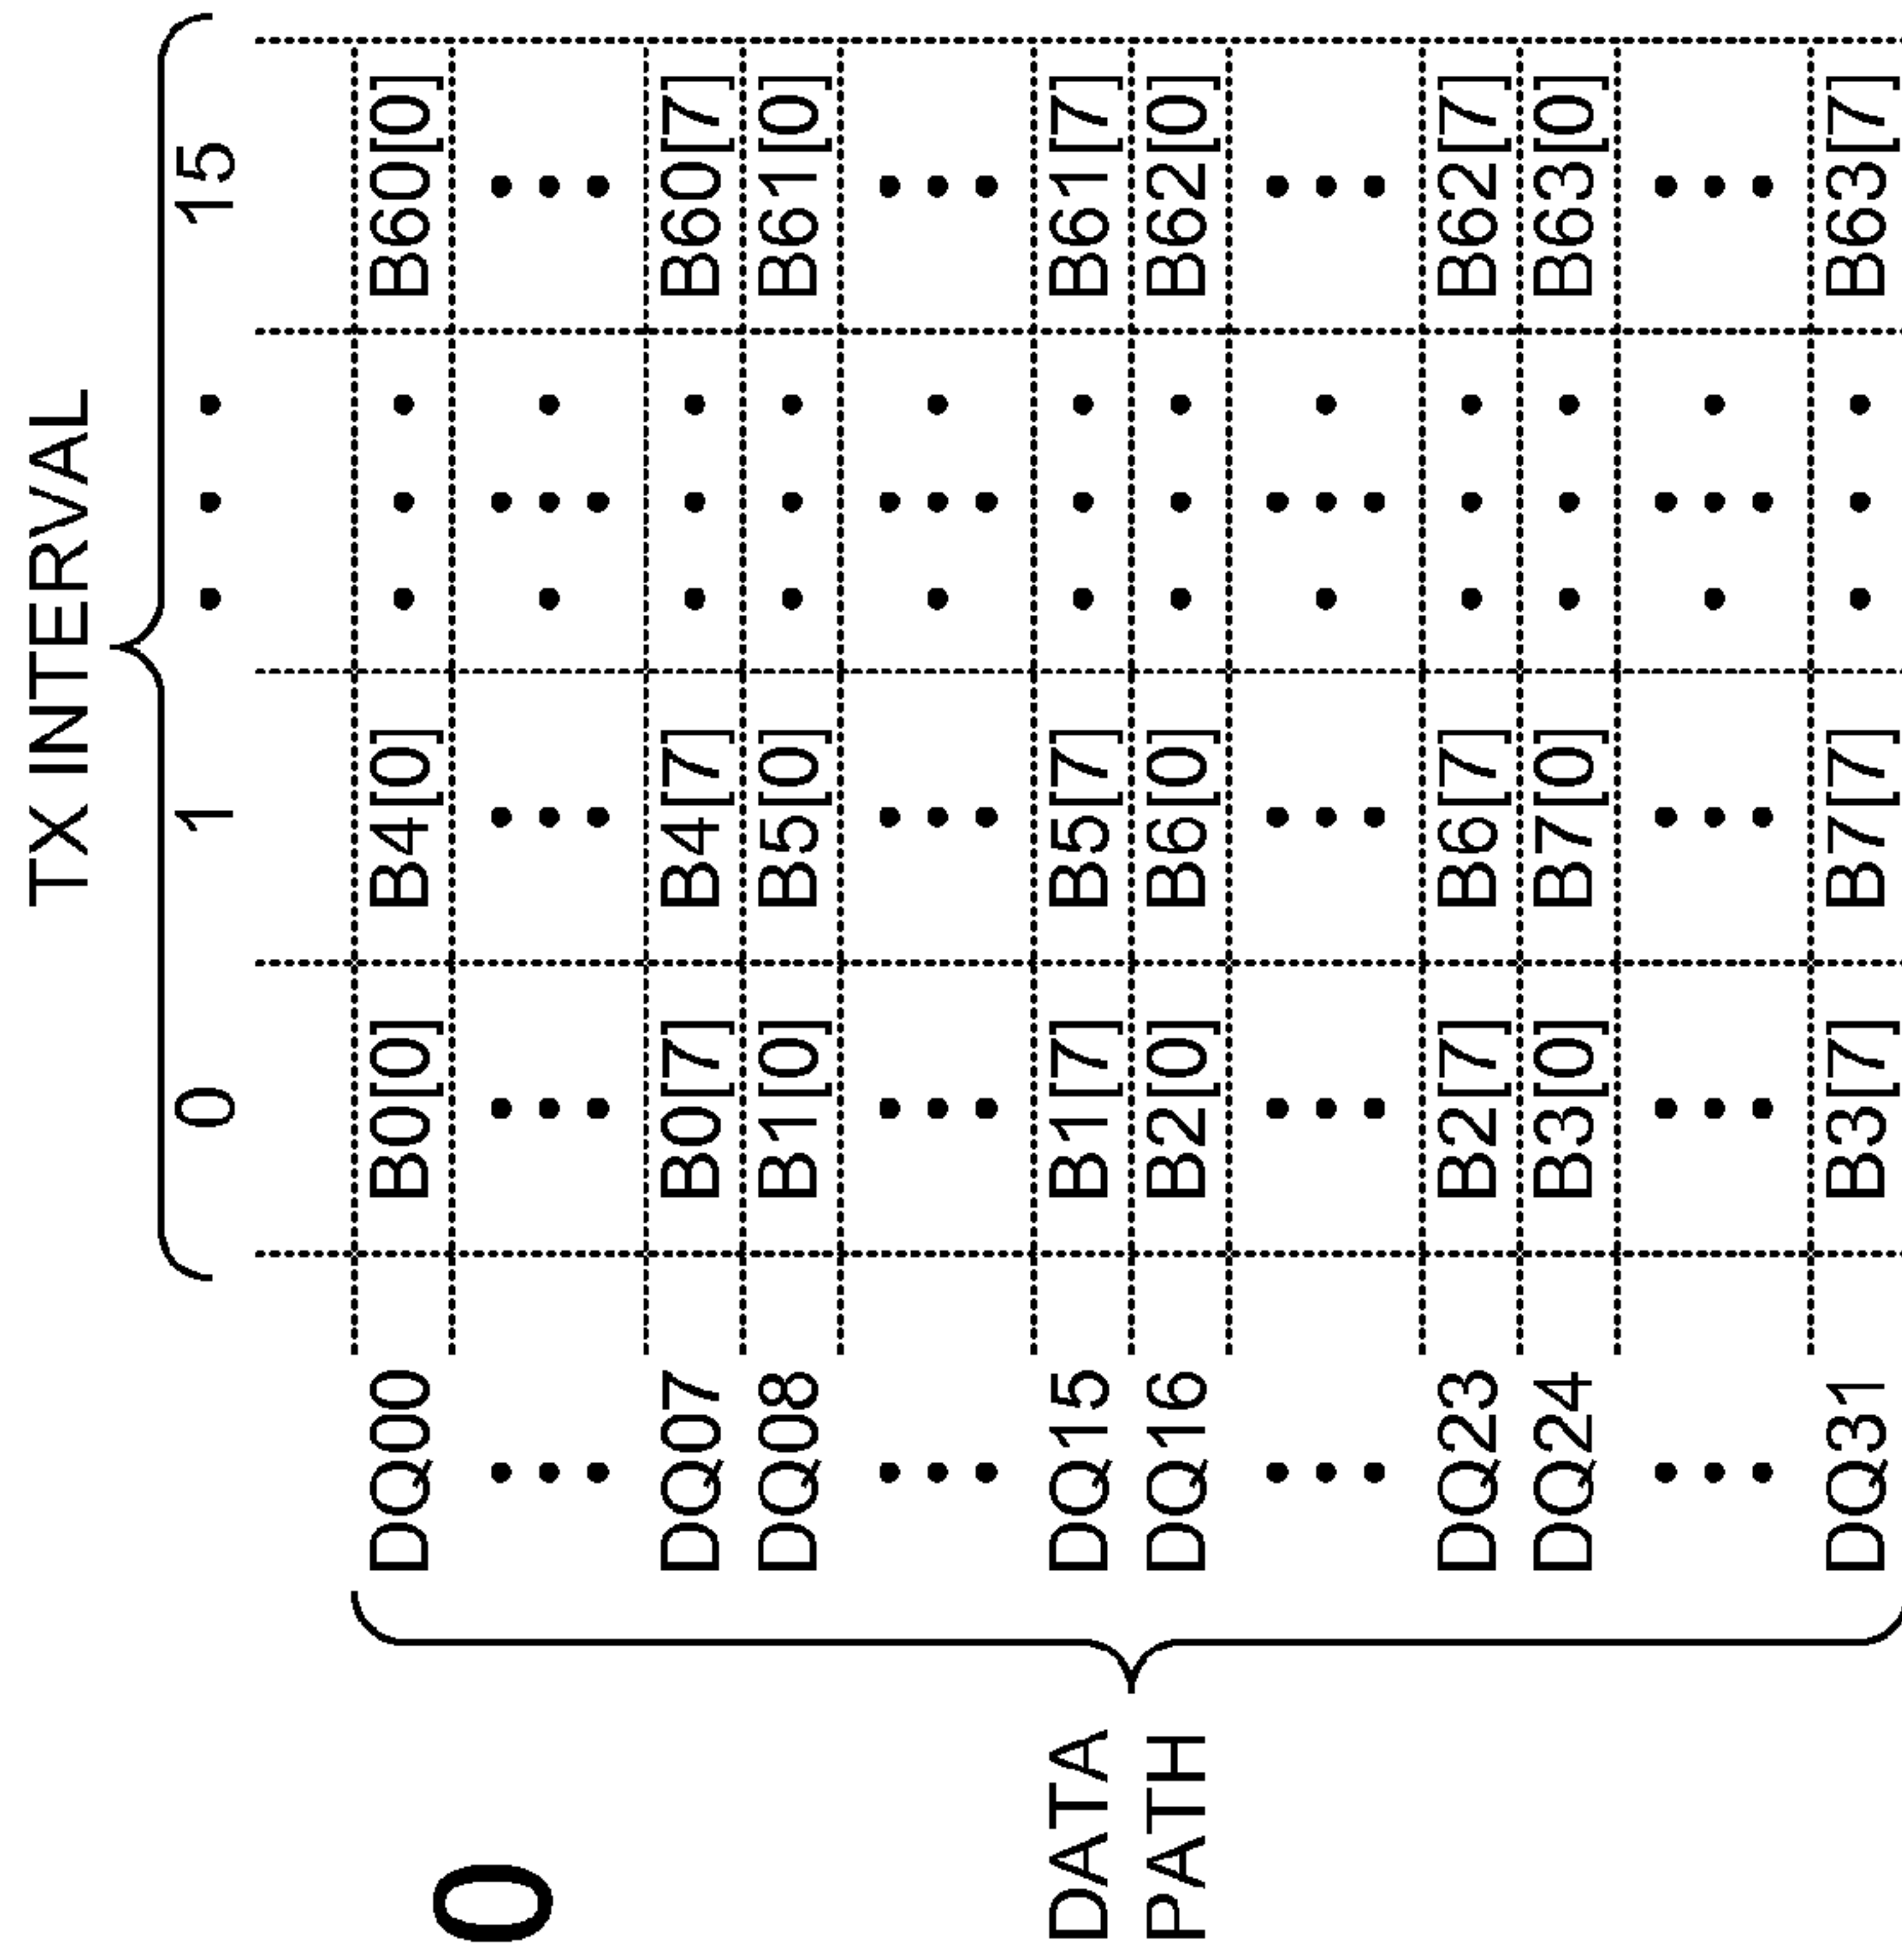 TX INTERVAL
0 1 • • • 15
DQ00 B0[0] B4[0] • • • B60[0]
• • • • • • • • • • • • • • •
DQ07 B0[7] B4[7] • • • B60[7]
DQ08 B1[0] B5[0] • • • B61[0]
• • • • • • • • • • • • • • •
DQ15 B1[7] B5[7] • • • B61[7]
DQ16 B2[0] B6[0] • • • B62[0]
• • • • • • • • • • • • • • •
DQ23 B2[7] B6[7] • • • B62[7]
DQ24 B3[0] B7[0] • • • B63[0]
• • • • • • • • • • • • • • •
DQ31 B3[7] B7[7] • • • B63[7]
DATA
PATH
0